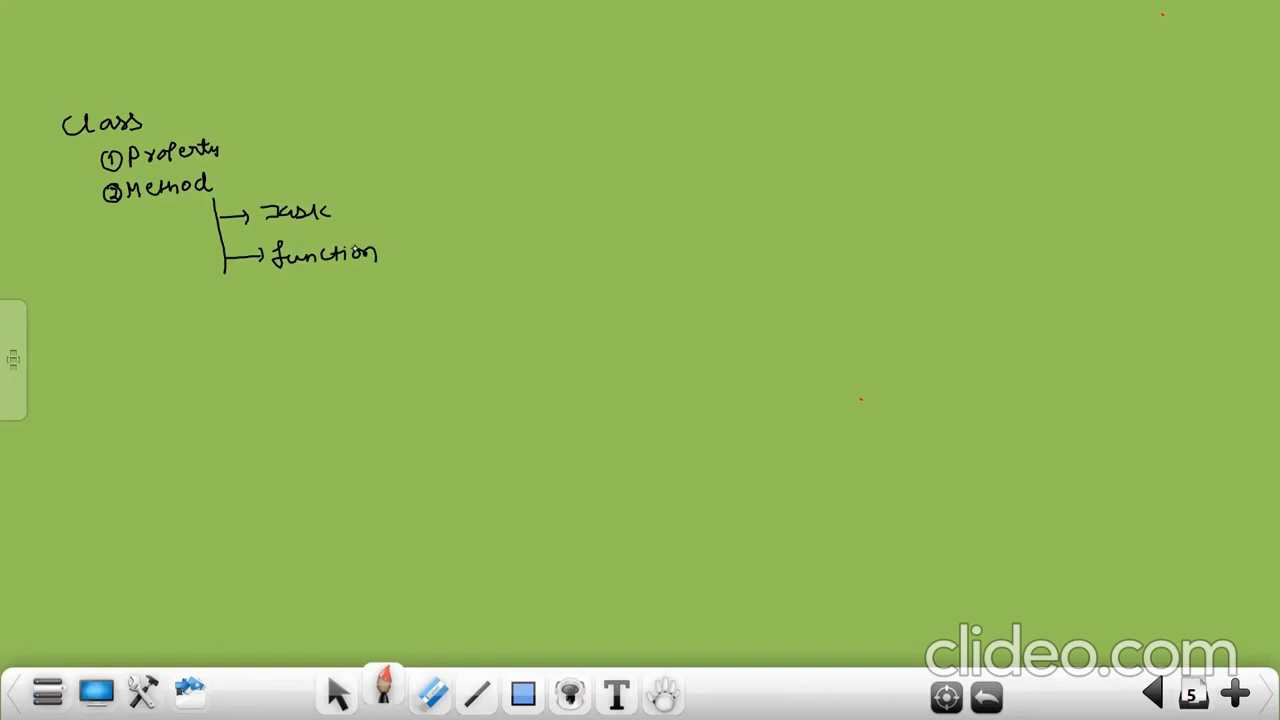 Class
① Property
② Method
→ Task
→ function
clideo.com
5
T